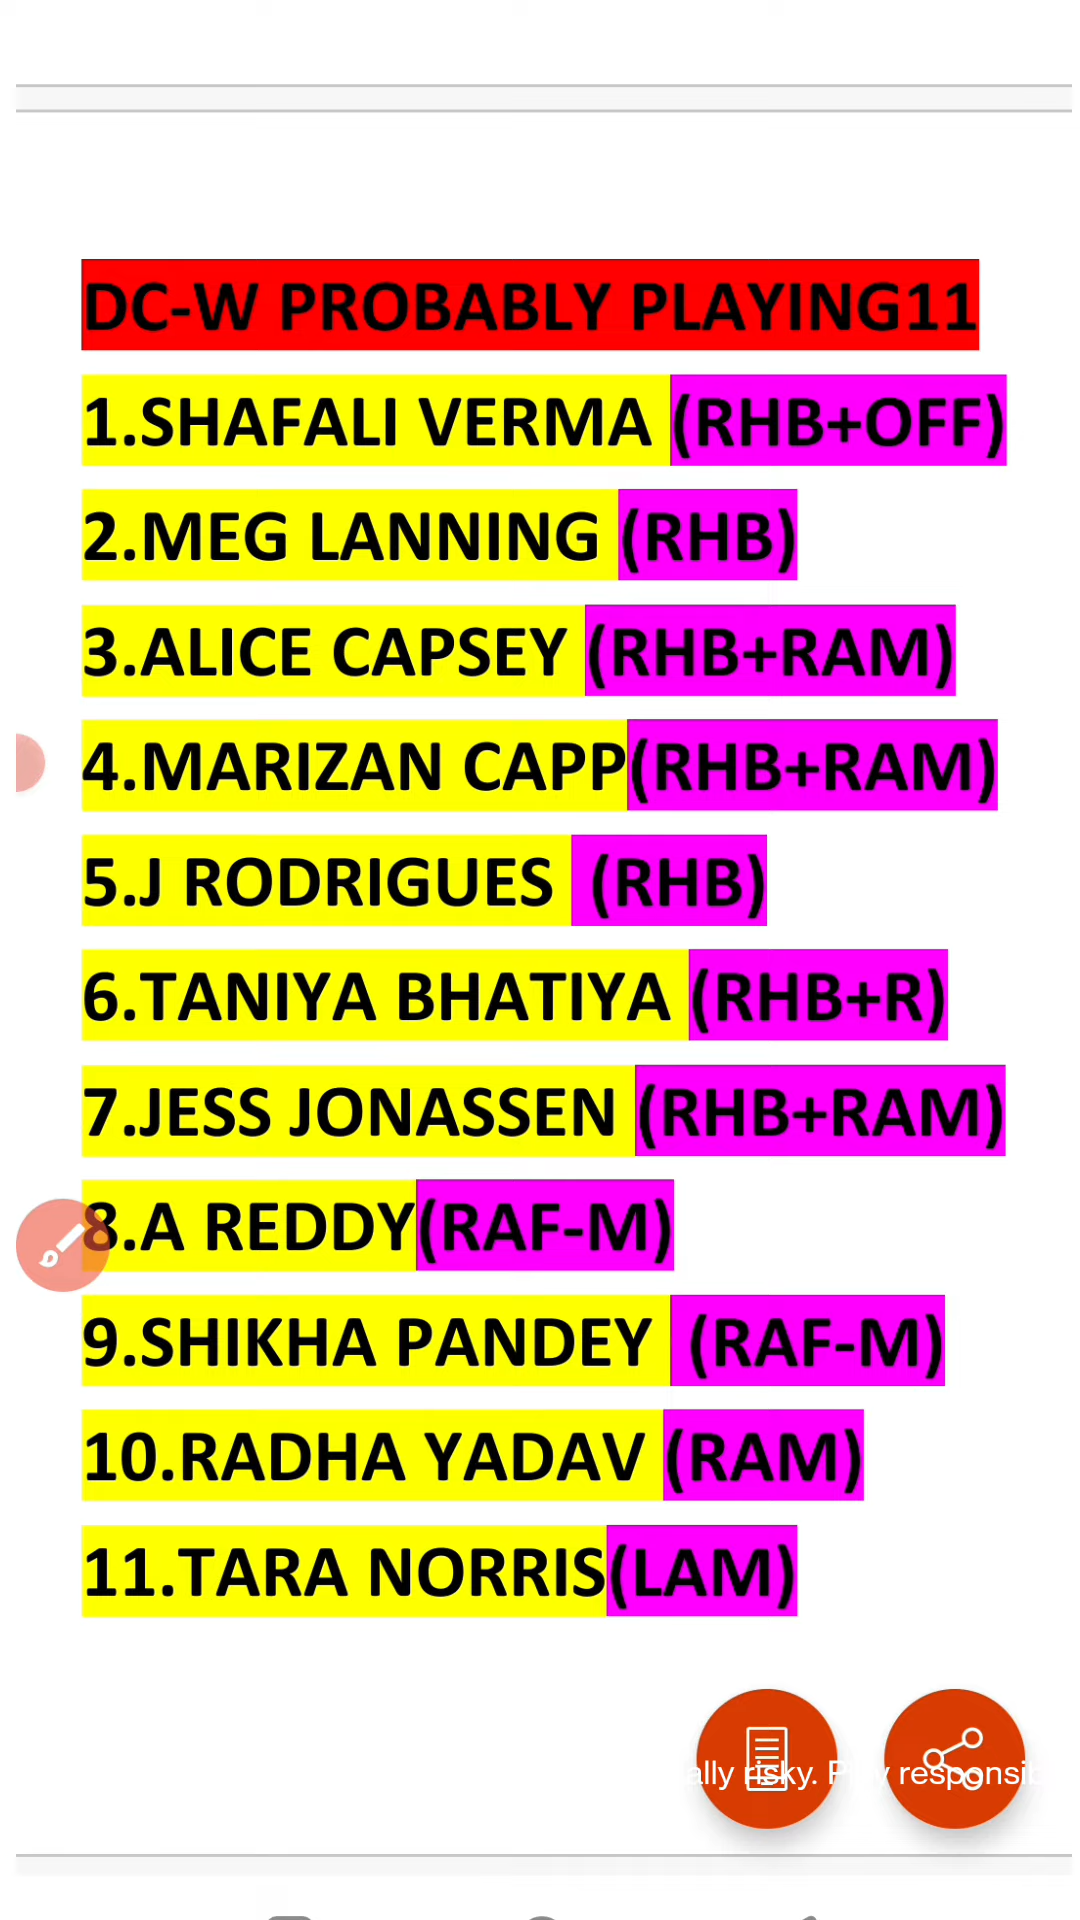 DC-W PROBABLY PLAYING11
1.SHAFALI VERMA (RHB+OFF)
2.MEG LANNING (RHB)
3.ALICE CAPSEY (RHB+RAM)
4.MARIZAN CAPP(RHB+RAM)
5.J RODRIGUES (RHB)
6.TANIYA BHATIYA (RHB+R)
7.JESS JONASSEN (RHB+RAM)
8.A REDDY(RAF-M)
9.SHIKHA PANDEY (RAF-M)
10.RADHA YADAV (RAM)
11.TARA NORRIS(LAM)
risky.